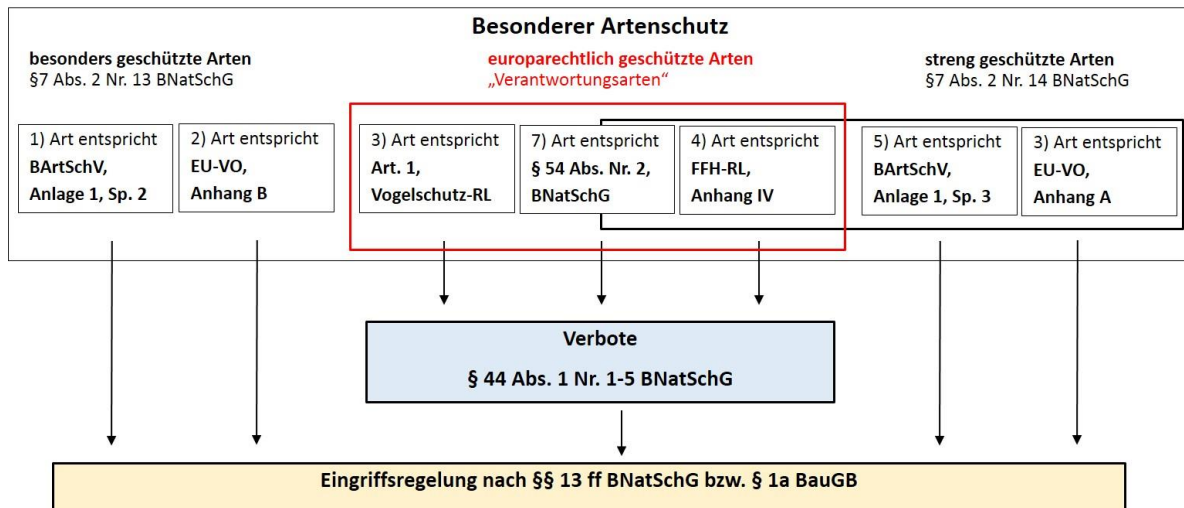 Besonderer Artenschutz
besonders geschützte Arten
§7 Abs. 2 Nr. 13 BNatSchG
europarechtlich geschützte Arten
„Verantwortungsarten“
streng geschützte Arten
§7 Abs. 2 Nr. 14 BNatSchG
1) Art entspricht
BArtSchV,
Anlage 1, Sp. 2
2) Art entspricht
EU-VO,
Anhang B
3) Art entspricht
Art. 1,
Vogelschutz-RL
7) Art entspricht
§ 54 Abs. Nr. 2,
BNatSchG
4) Art entspricht
FFH-RL,
Anhang IV
5) Art entspricht
BArtSchV,
Anlage 1, Sp. 3
3) Art entspricht
EU-VO,
Anhang A
Verbote
§ 44 Abs. 1 Nr. 1-5 BNatSchG
Eingriffsregelung nach §§ 13 ff BNatSchG bzw. § 1a BauGB